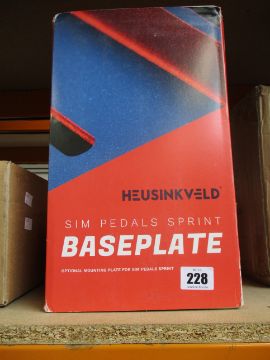 HEUSINKVELD
SIM PEDALS SPRINT
BASEPLATE
OPTIONAL MOUNTING PLATE FOR SIM PEDALS SPRINT
228